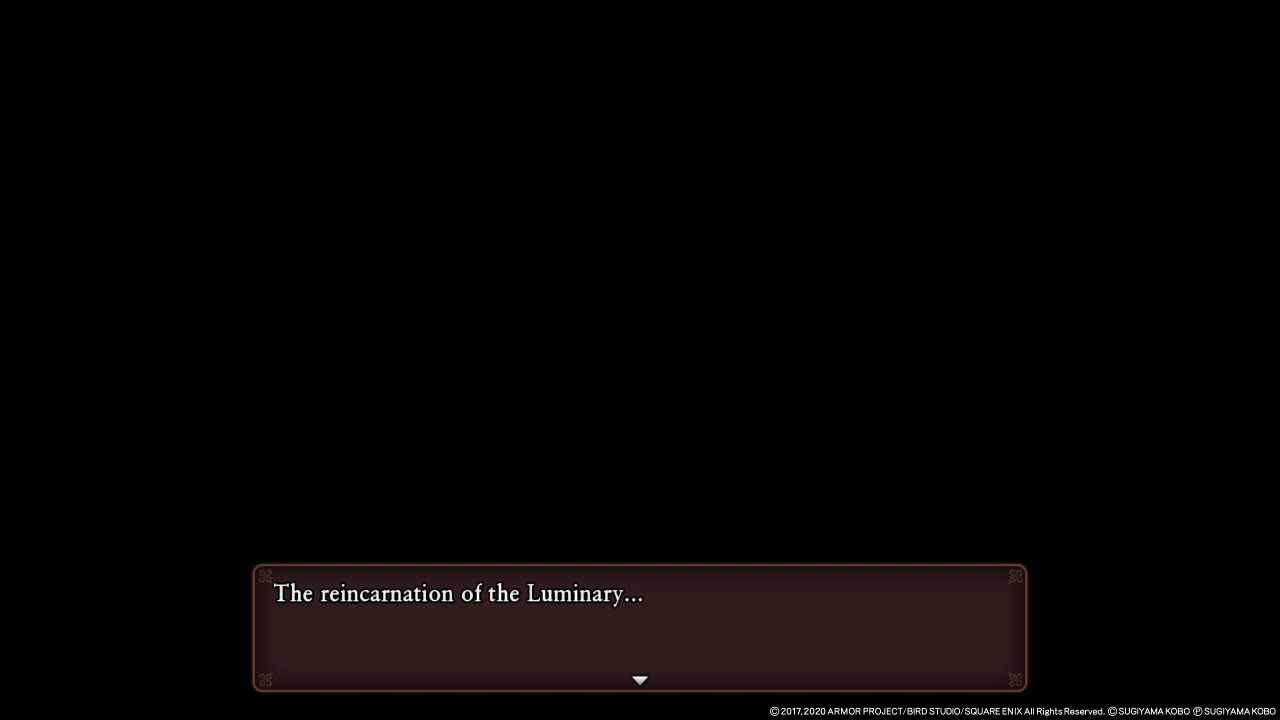 The reincarnation of the Luminary...
©2017, 2020 ARMOR PROJECT/BIRD STUDIO/SQUARE ENIX All Rights Reserved. ©SUGIYAMA KOBO ℗ SUGIYAMA KOBO